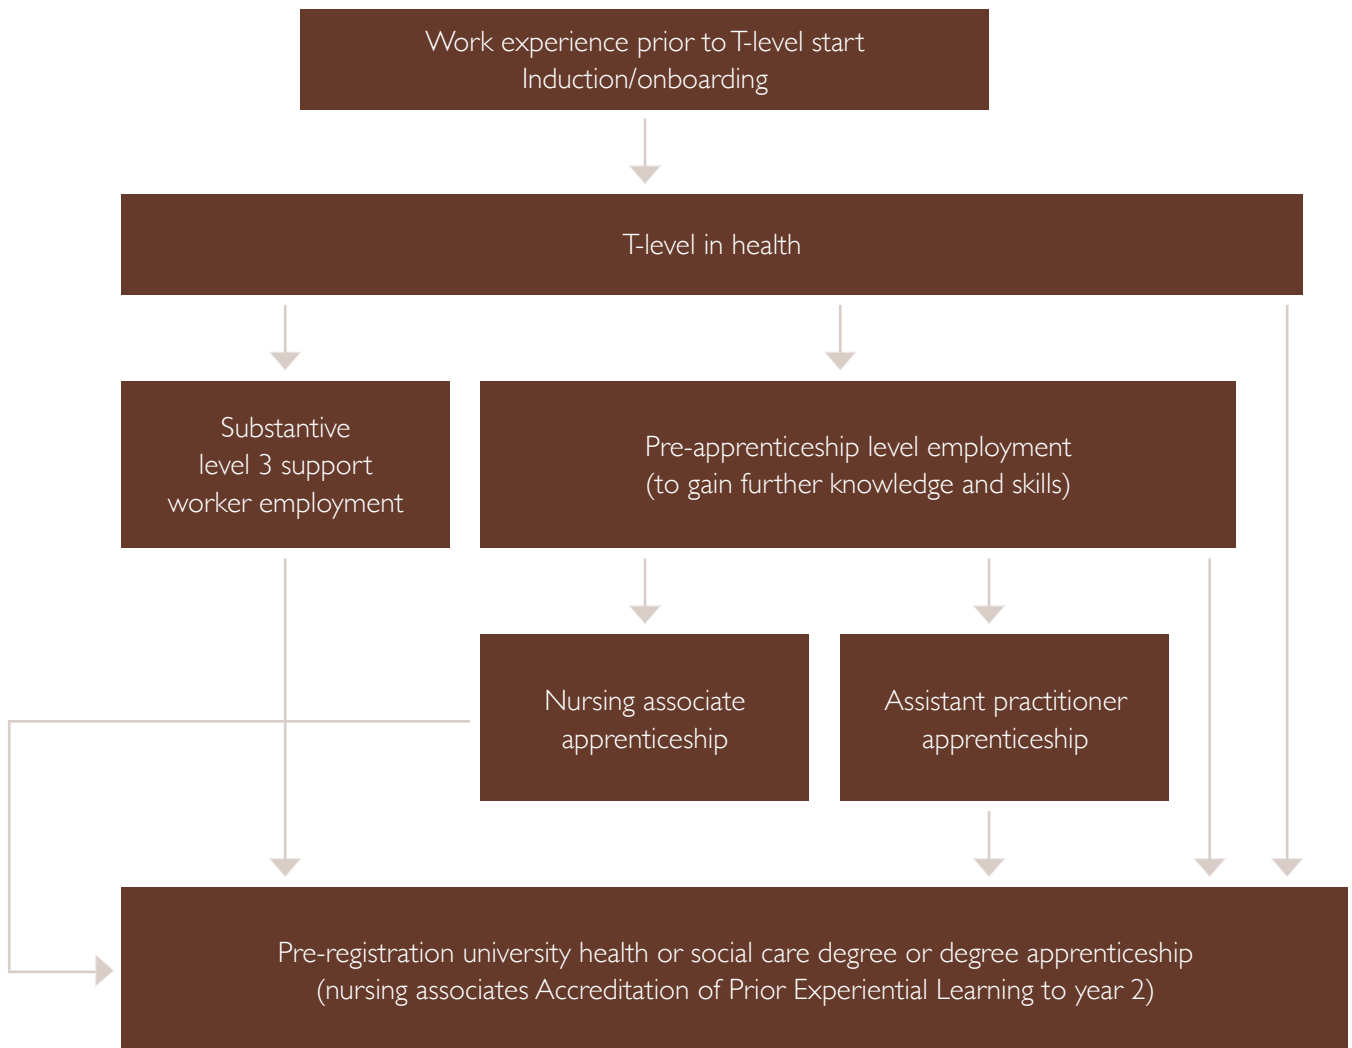 Work experience prior to T-level start
Induction/onboarding
T-level in health
Substantive
level 3 support
worker employment
Pre-apprenticeship level employment
(to gain further knowledge and skills)
Nursing associate
apprenticeship
Assistant practitioner
apprenticeship
Pre-registration university health or social care degree or degree apprenticeship
(nursing associates Accreditation of Prior Experiential Learning to year 2)